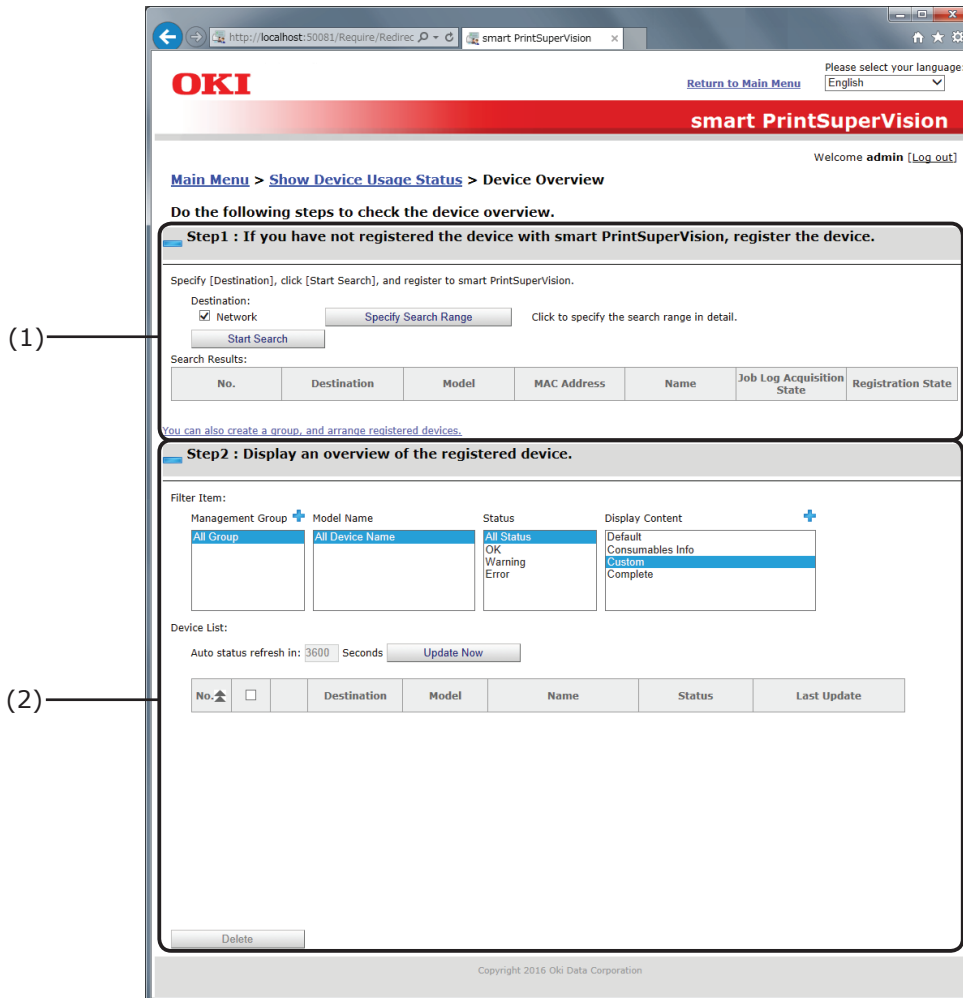 http://localhost:50081/Require/Redirec
smart PrintSuperVision
OKI
Return to Main Menu
Please select your language:
English
smart PrintSuperVision
Welcome admin [Log out]
Main Menu > Show Device Usage Status > Device Overview
Do the following steps to check the device overview.
Step1 : If you have not registered the device with smart PrintSuperVision, register the device.
Specify [Destination], click [Start Search], and register to smart PrintSuperVision.
Destination:
Network Specify Search Range Click to specify the search range in detail.
(1)
Start Search
Search Results:
No. Destination Model MAC Address Name Job Log Acquisition State Registration State
You can also create a group, and arrange registered devices.
Step2 : Display an overview of the registered device.
Filter Item:
Management Group Model Name Status Display Content
All Group All Device Name All Status Default
OK Consumables Info
Warning Custom
Error Complete
Device List:
Auto status refresh in: 3600 Seconds Update Now
(2)
No. Destination Model Name Status Last Update
Delete
Copyright 2016 Oki Data Corporation